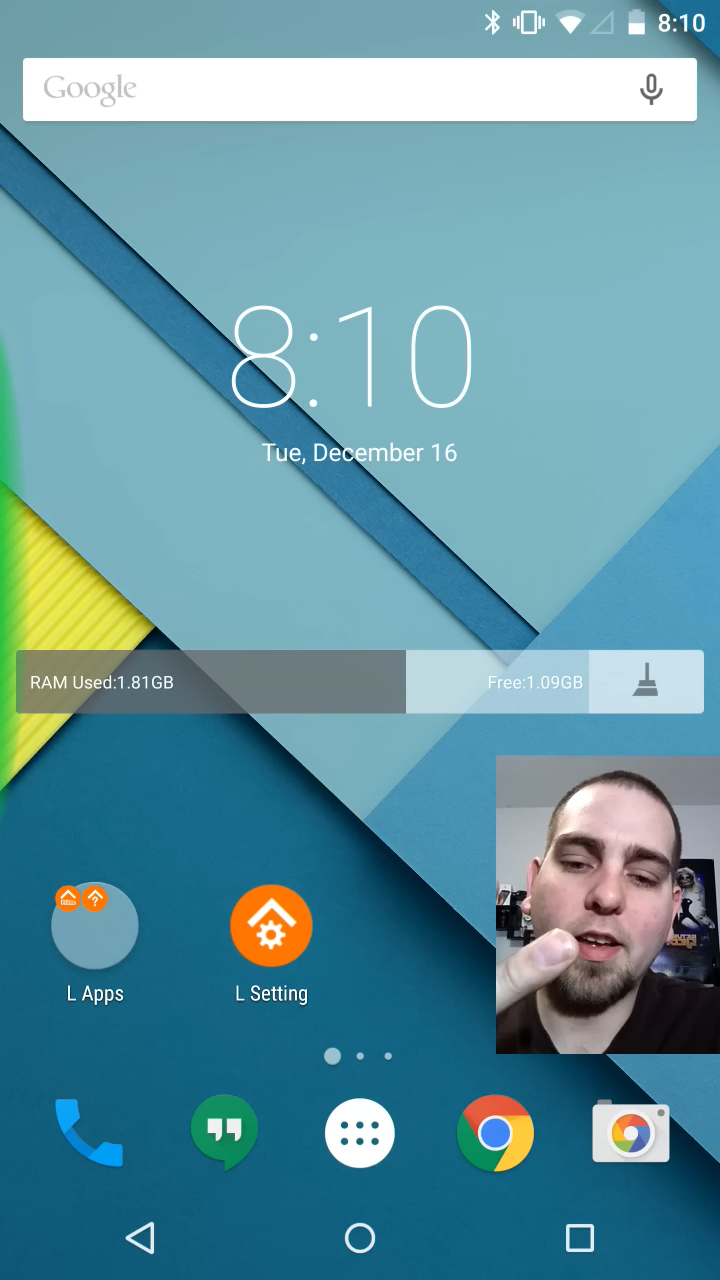 8:10
Google
8:10
Tue, December 16
RAM Used:1.81GB Free:1.09GB
L Apps
L Setting